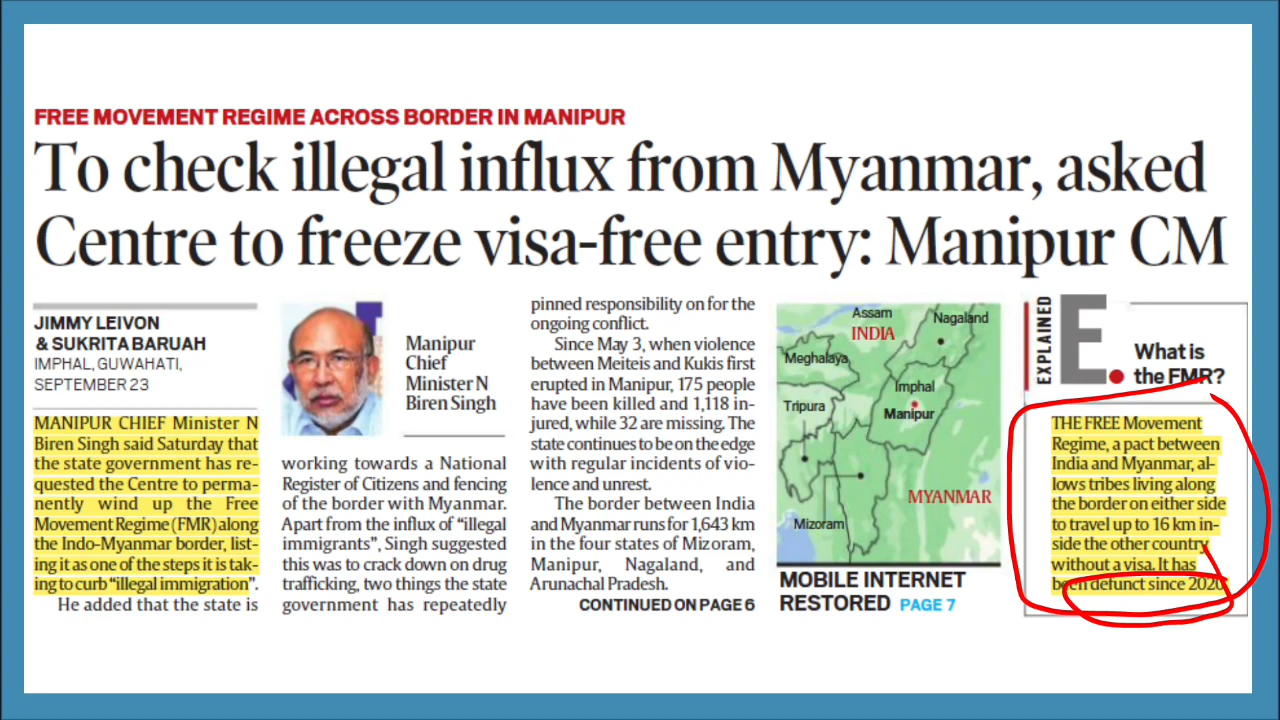 FREE MOVEMENT REGIME ACROSS BORDER IN MANIPUR
To check illegal influx from Myanmar, asked
Centre to freeze visa-free entry: Manipur CM
JIMMY LEIVON
& SUKRITA BARUAH
IMPHAL, GUWAHATI,
SEPTEMBER 23
MANIPUR CHIEF Minister N
Biren Singh said Saturday that
the state government has re-
quested the Centre to perma-
nently wind up the Free
Movement Regime (FMR) along
the Indo-Myanmar border, list-
ing it as one of the steps it is tak-
ing to curb "illegal immigration".
He added that the state is
Manipur
Chief
Minister N
Biren Singh
working towards a National
Register of Citizens and fencing
of the border with Myanmar.
Apart from the influx of "illegal
immigrants", Singh suggested
this was to crack down on drug
trafficking, two things the state
government has repeatedly
pinned responsibility on for the
ongoing conflict.
Since May 3, when violence
between Meiteis and Kukis first
erupted in Manipur, 175 people
have been killed and 1,118 in-
jured, while 32 are missing. The
state continues to be on the edge
with regular incidents of vio-
lence and unrest.
The border between India
and Myanmar runs for 1,643 km
in the four states of Mizoram,
Manipur, Nagaland, and
Arunachal Pradesh.
CONTINUED ON PAGE 6
Assam
INDIA
Nagaland
Meghalaya
Imphal
Manipur
Tripura
MYANMAR
Mizoram
MOBILE INTERNET
RESTORED PAGE 7
EXPLAINED
E.
What is
the FMR?
THE FREE Movement
Regime, a pact between
India and Myanmar, al-
lows tribes living along
the border on either side
to travel up to 16 km in-
side the other country
without a visa. It has
been defunct since 2020